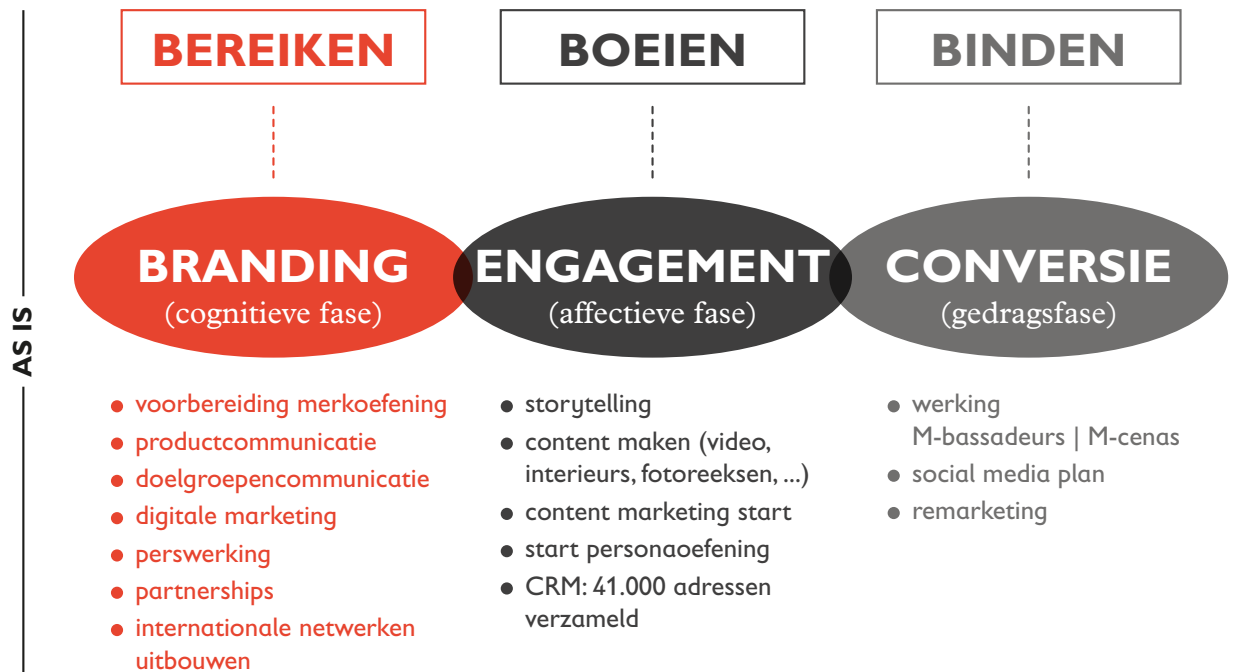 AS IS
BEREIKEN
BOEIEN
BINDEN
BRANDING
(cognitieve fase)
ENGAGEMENT
(affectieve fase)
CONVERSIE
(gedragsfase)
• voorbereiding merkoefening
• productcommunicatie
• doelgroepencommunicatie
• digitale marketing
• perswerking
• partnerships
• internationale netwerken
uitbouwen
• storytelling
• content maken (video,
interieurs, fotoreeksen, ...)
• content marketing start
• start personaoefening
• CRM: 41.000 adressen
verzameld
• werking
M-bassadeurs | M-cenas
• social media plan
• remarketing